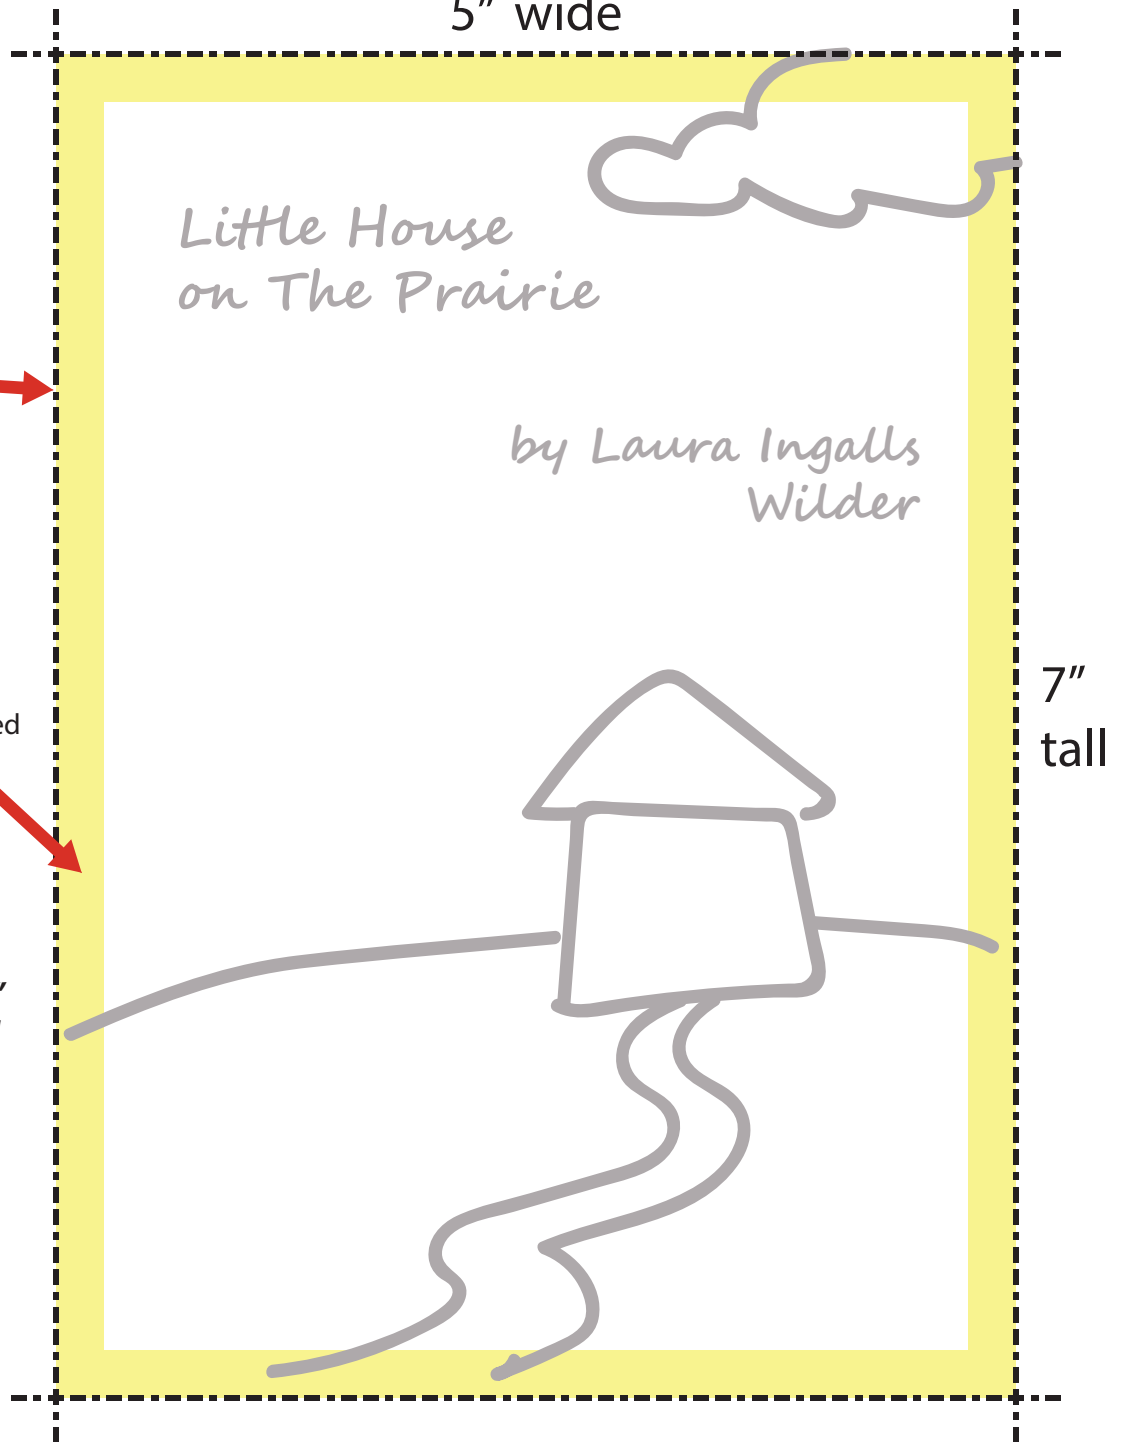 5” wide
Little House
on The Prairie
by Laura Ingalls
Wilder
7”
tall